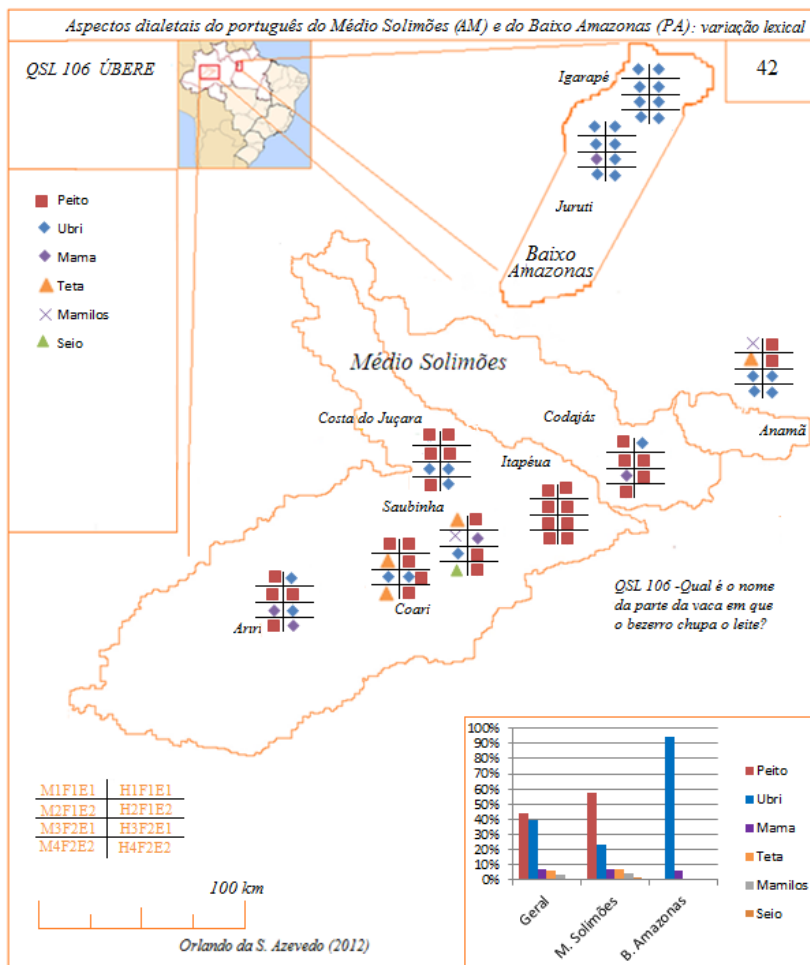 Aspectos dialetais do português do Médio Solimões (AM) e do Baixo Amazonas (PA): variação lexical
QSL 106 ÚBERE
42
Igarapé
Juruti
Baixo
Amazonas
Peito
Ubri
Mama
Teta
Mamilos
Seio
Médio Solimões
Costa do Juçara
Codajás
Anamã
Itapéua
Saubinha
Coari
Ariri
QSL 106 -Qual é o nome
da parte da vaca em que
o bezerro chupa o leite?
M1F1E1 H1F1E1
M2F1E2 H2F1E2
M3F2E1 H3F2E1
M4F2E2 H4F2E2
100 km
Orlando da S. Azevedo (2012)
100%
90%
80%
70%
60%
50%
40%
30%
20%
10%
0%
Geral
M. Solimões
B. Amazonas
Peito
Ubri
Mama
Teta
Mamilos
Seio